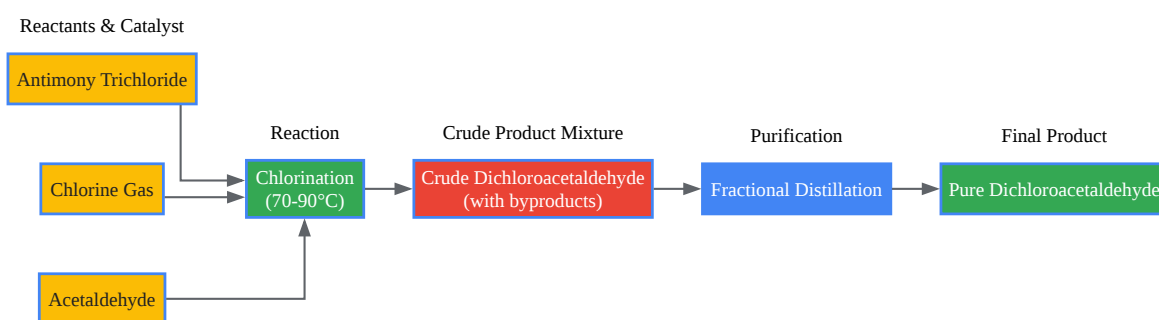 Reactants & Catalyst
Antimony Trichloride
Chlorine Gas
Acetaldehyde
Reaction
Chlorination
(70-90°C)
Crude Product Mixture
Crude Dichloroacetaldehyde
(with byproducts)
Purification
Fractional Distillation
Final Product
Pure Dichloroacetaldehyde